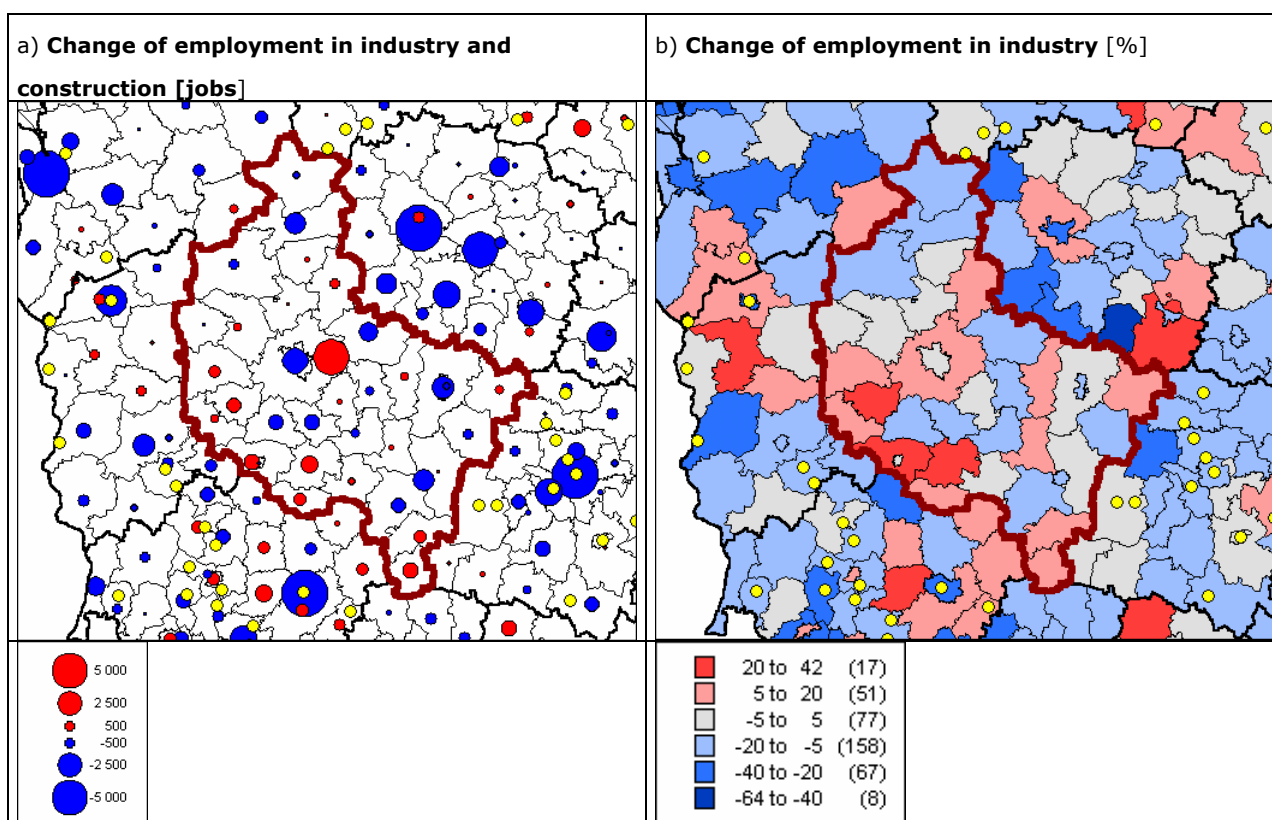 a) Change of employment in industry and
construction [jobs]
b) Change of employment in industry [%]
5 000
2 500
500
-500
-2 500
-5 000
20 to 42 (17)
5 to 20 (51)
-5 to 5 (77)
-20 to -5 (158)
-40 to -20 (67)
-64 to -40 (8)